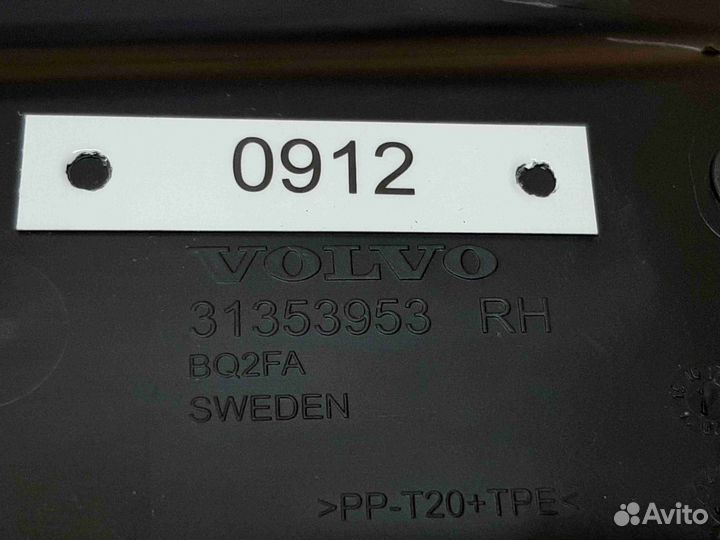 0912
VOLVO
31353953 RH
BQ2FA
SWEDEN
>PP-T20+TPE<
Avito